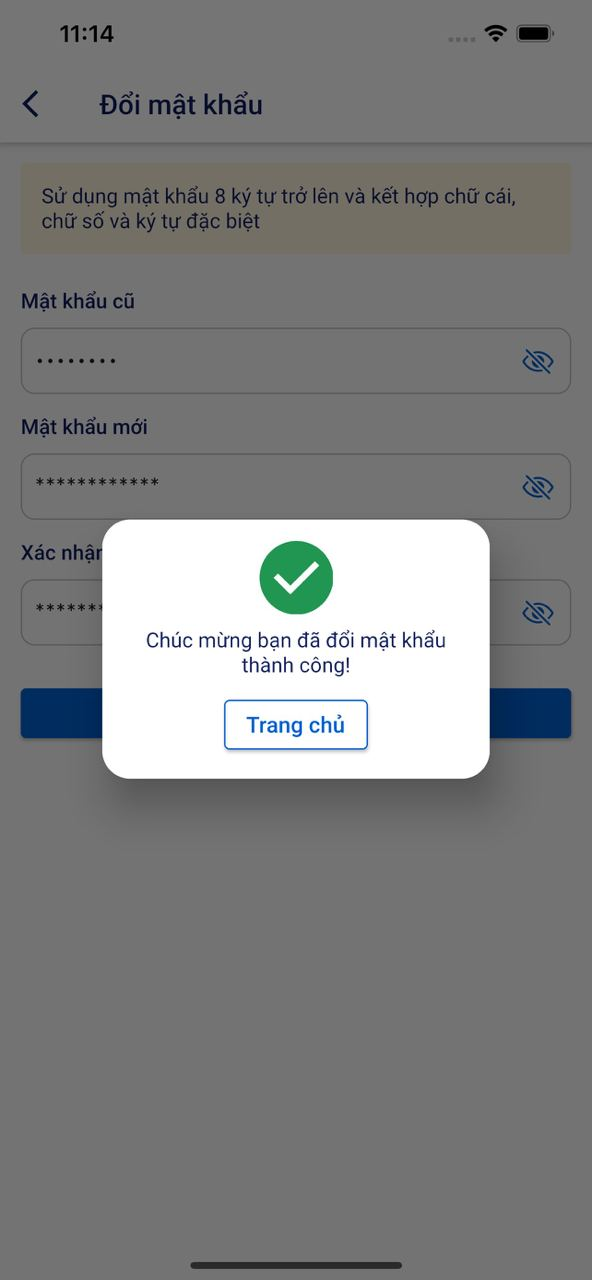 11:14
Đổi mật khẩu
Sử dụng mật khẩu 8 ký tự trở lên và kết hợp chữ cái,
chữ số và ký tự đặc biệt
Mật khẩu cũ
••••••••
Mật khẩu mới
************
Xác nhận
*******
Chúc mừng bạn đã đổi mật khẩu
thành công!
Trang chủ